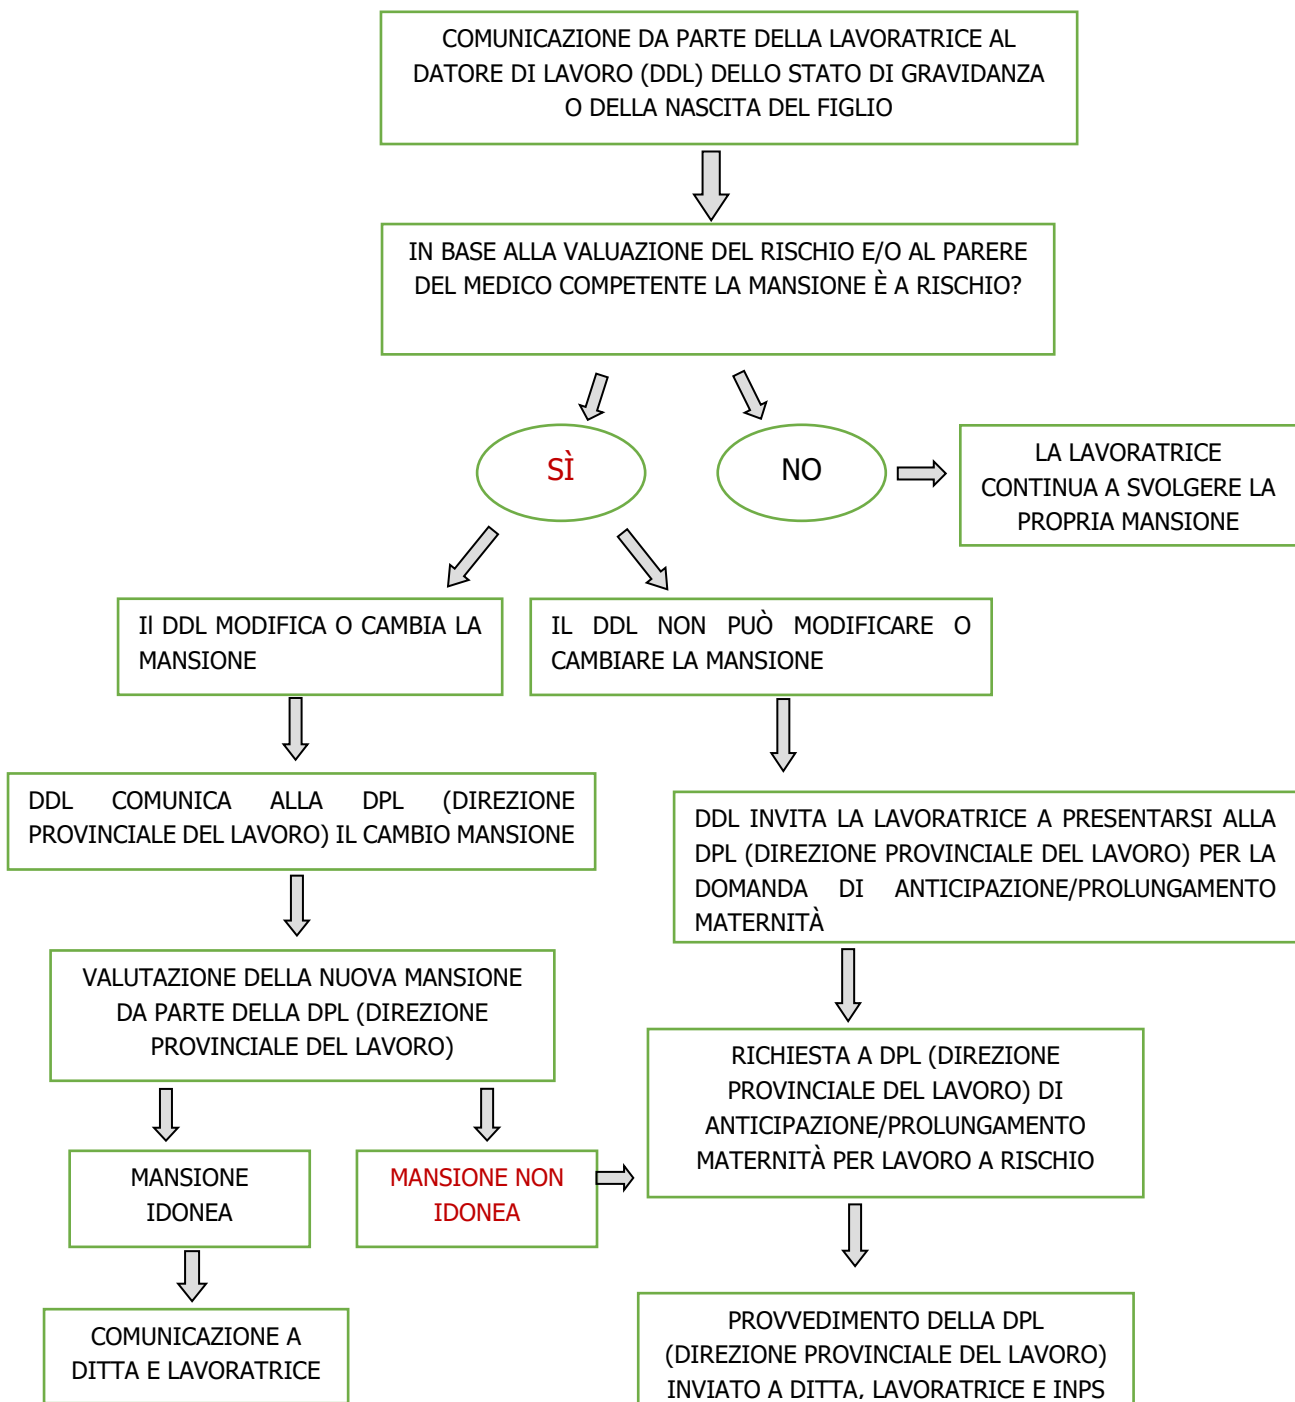 COMUNICAZIONE DA PARTE DELLA LAVORATRICE AL
DATORE DI LAVORO (DDL) DELLO STATO DI GRAVIDANZA
O DELLA NASCITA DEL FIGLIO
IN BASE ALLA VALUAZIONE DEL RISCHIO E/O AL PARERE
DEL MEDICO COMPETENTE LA MANSIONE È A RISCHIO?
SÌ
NO
LA LAVORATRICE
CONTINUA A SVOLGERE LA
PROPRIA MANSIONE
Il DDL MODIFICA O CAMBIA LA
MANSIONE
IL DDL NON PUÒ MODIFICARE O
CAMBIARE LA MANSIONE
DDL COMUNICA ALLA DPL (DIREZIONE
PROVINCIALE DEL LAVORO) IL CAMBIO MANSIONE
DDL INVITA LA LAVORATRICE A PRESENTARSI ALLA
DPL (DIREZIONE PROVINCIALE DEL LAVORO) PER LA
DOMANDA DI ANTICIPAZIONE/PROLUNGAMENTO
MATERNITÀ
VALUTAZIONE DELLA NUOVA MANSIONE
DA PARTE DELLA DPL (DIREZIONE
PROVINCIALE DEL LAVORO)
RICHIESTA A DPL (DIREZIONE
PROVINCIALE DEL LAVORO) DI
ANTICIPAZIONE/PROLUNGAMENTO
MATERNITÀ PER LAVORO A RISCHIO
MANSIONE
IDONEA
MANSIONE NON
IDONEA
COMUNICAZIONE A
DITTA E LAVORATRICE
PROVVEDIMENTO DELLA DPL
(DIREZIONE PROVINCIALE DEL LAVORO)
INVIATO A DITTA, LAVORATRICE E INPS